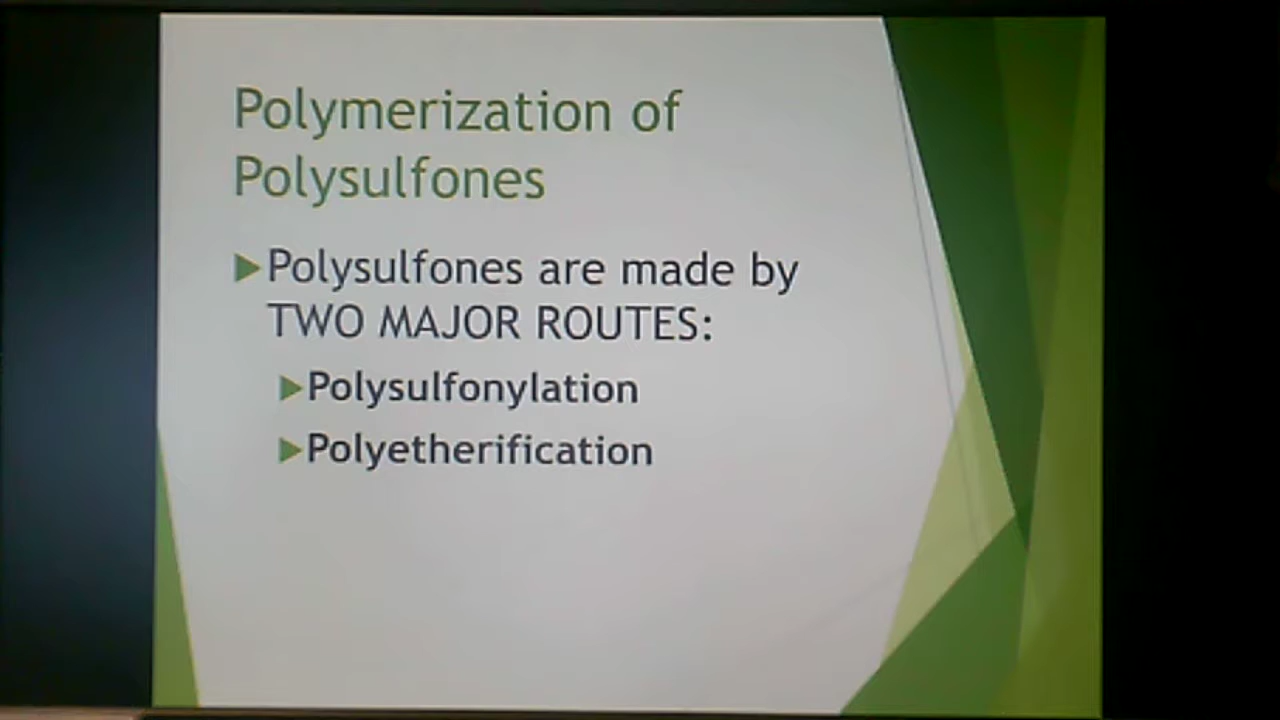 Polymerization of
Polysulfones
Polysulfones are made by
TWO MAJOR ROUTES:
Polysulfonylation
Polyetherification